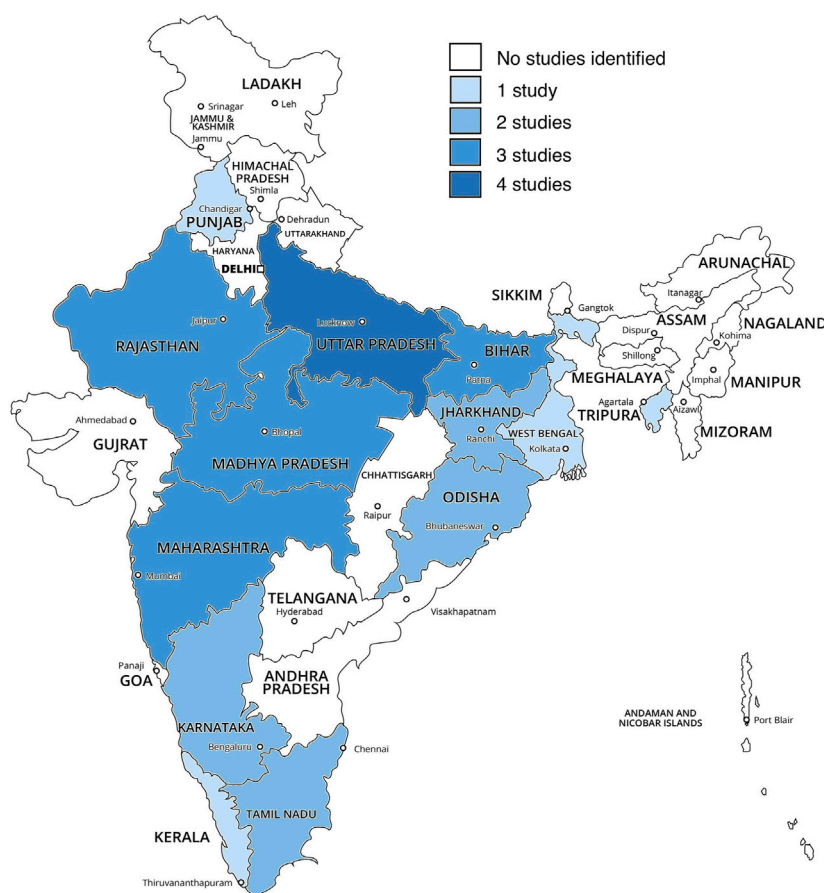 No studies identified
1 study
2 studies
3 studies
4 studies
LADAKH
Srinagar
Leh
JAMMU &
KASHMIR
Jammu
HIMACHAL
PRADESH
Shimla
Chandigar
PUNJAB
Dehradun
UTTARAKHAND
HARYANA
DELHI
ARUNACHAL
Itanagar
SIKKIM
Gangtok
ASSAM
NAGALAND
Dispur
Kohima
Shillong
MEGHALAYA
Imphal
MANIPUR
Agartala
TRIPURA
Aizawl
MIZORAM
Jaipur
RAJASTHAN
Lucknow
UTTAR PRADESH
BIHAR
Patna
JHARKHAND
Ranchi
WEST BENGAL
Kolkata
Ahmedabad
GUJRAT
Bhopal
MADHYA PRADESH
CHHATTISGARH
Raipur
ODISHA
Bhubaneswar
MAHARASHTRA
Mumbai
TELANGANA
Hyderabad
Visakhapatnam
Panaji
GOA
ANDHRA
PRADESH
KARNATAKA
Bengaluru
Chennai
ANDAMAN AND
NICOBAR ISLANDS
Port Blair
TAMIL NADU
KERALA
Thiruvananthapuram